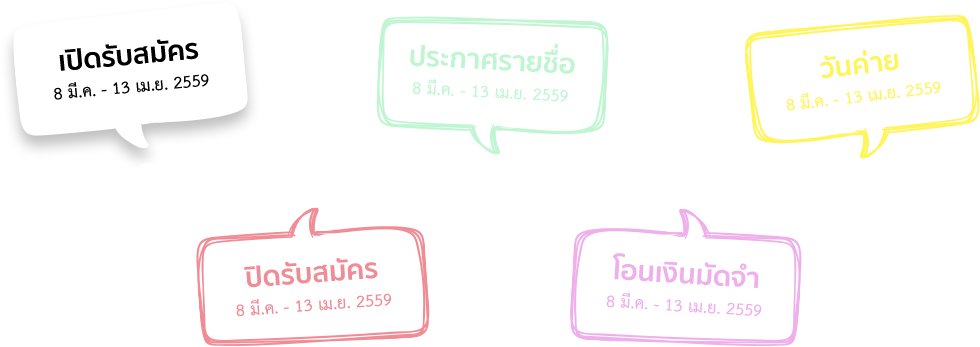 เปิดรับสมัคร
8 มี.ค. - 13 เม.ย. 2559
ประกาศรายชื่อ
8 มี.ค. - 13 เม.ย. 2559
วันค่าย
8 มี.ค. - 13 เม.ย. 2559
ปิดรับสมัคร
8 มี.ค. - 13 เม.ย. 2559
โอนเงินมัดจำ
8 มี.ค. - 13 เม.ย. 2559